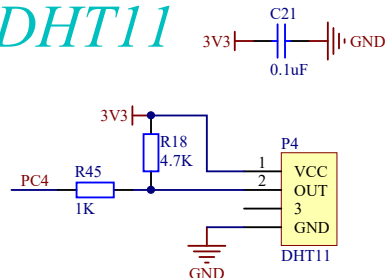 DHT11
C21
3V3
GND
0.1uF
3V3
R18
4.7K
P4
PC4
R45
1K
1
VCC
2
OUT
3
GND
GND
DHT11